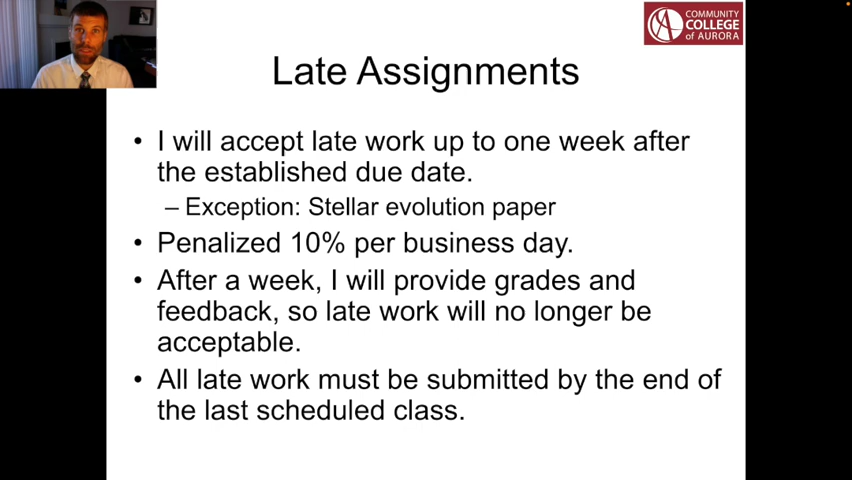 COMMUNITY
COLLEGE
of AURORA
Late Assignments
• I will accept late work up to one week after
the established due date.
– Exception: Stellar evolution paper
• Penalized 10% per business day.
• After a week, I will provide grades and
feedback, so late work will no longer be
acceptable.
• All late work must be submitted by the end of
the last scheduled class.